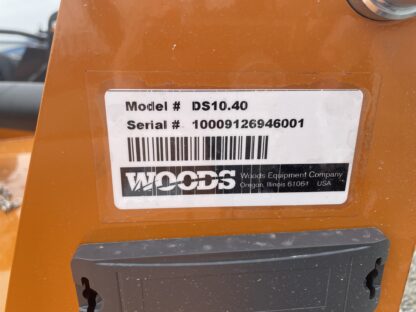 Model # DS10.40
Serial # 10009126946001
WOODS
Woods Equipment Company
Oregon, Illinois 61061 USA